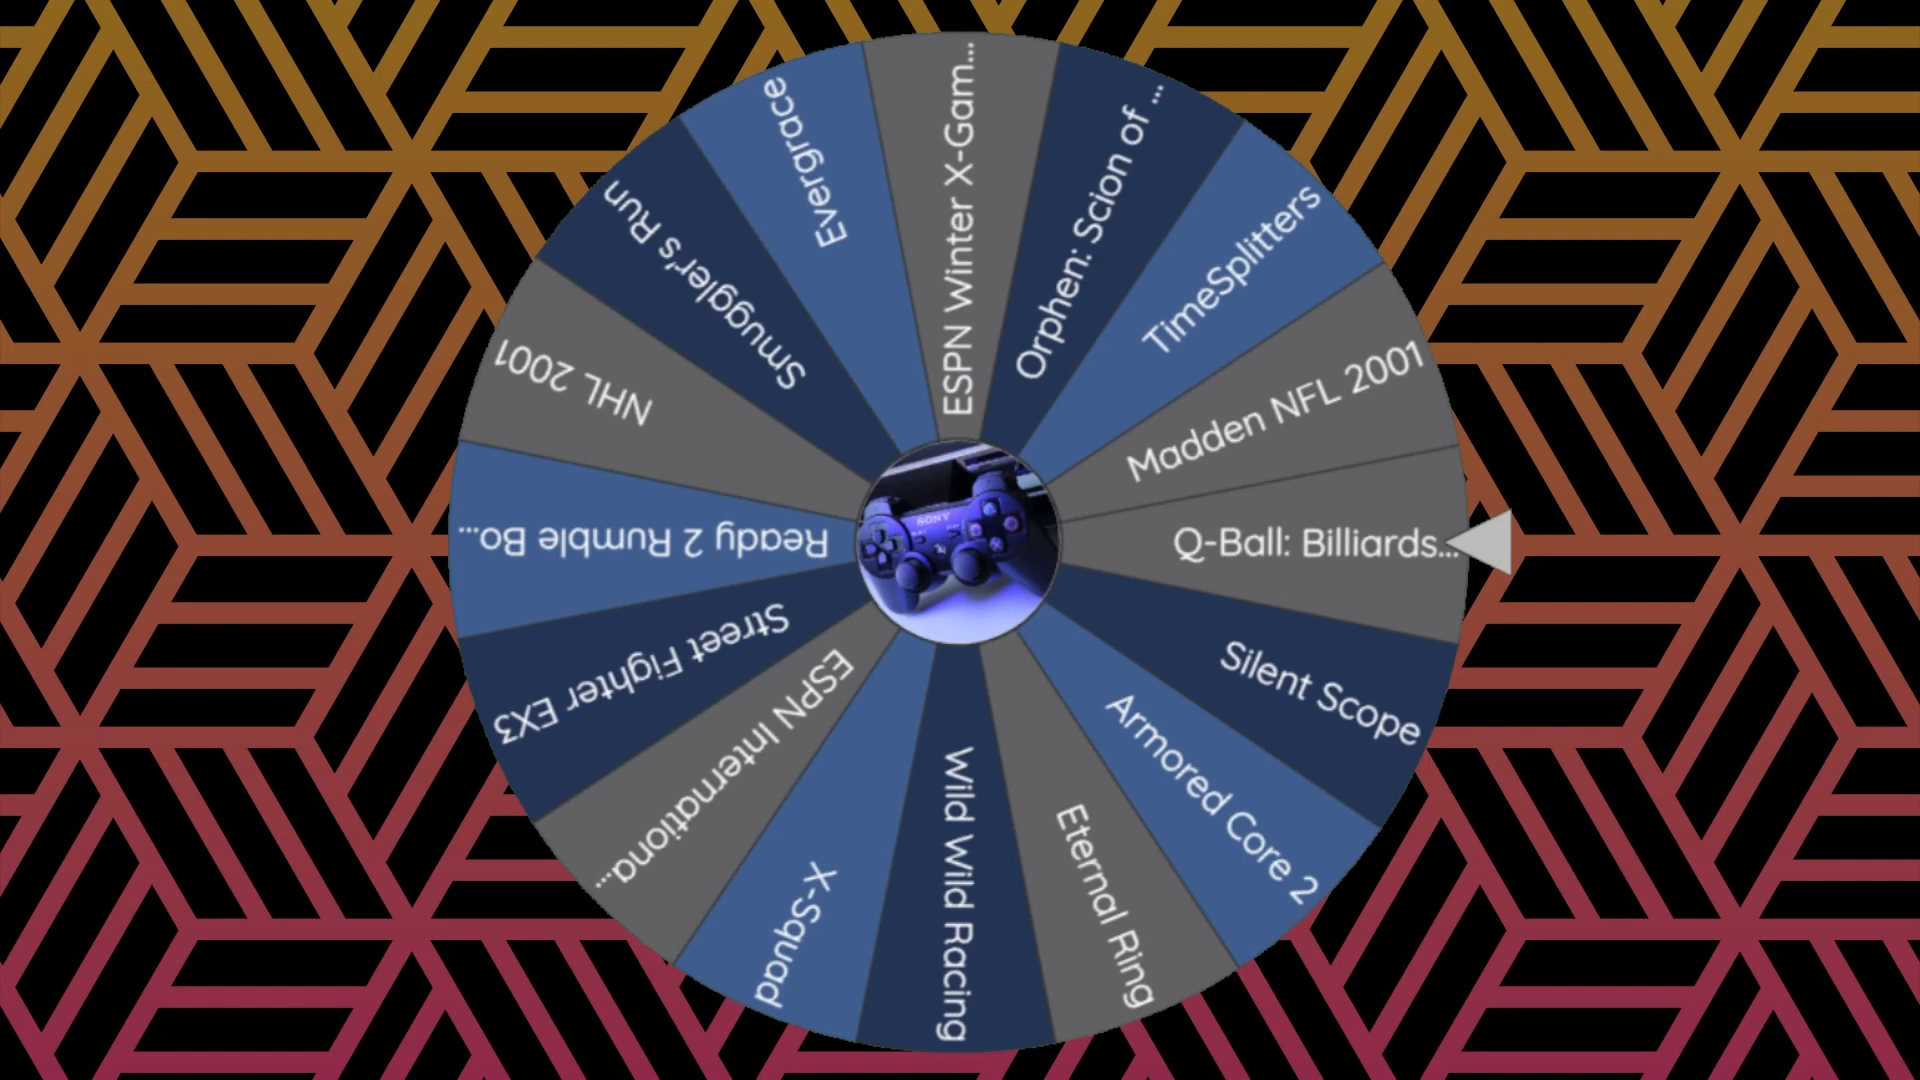 ESPN Winter X-Gam...
Orphen: Scion of ...
TimeSplitters
Madden NFL 2001
Q-Ball: Billiards...
Silent Scope
Armored Core 2
Eternal Ring
Wild Wild Racing
X-Squad
ESPN Internationa...
Street Fighter EX3
Ready 2 Rumble Bo...
NHL 2001
Smuggler's Run
Evergrace
SONY